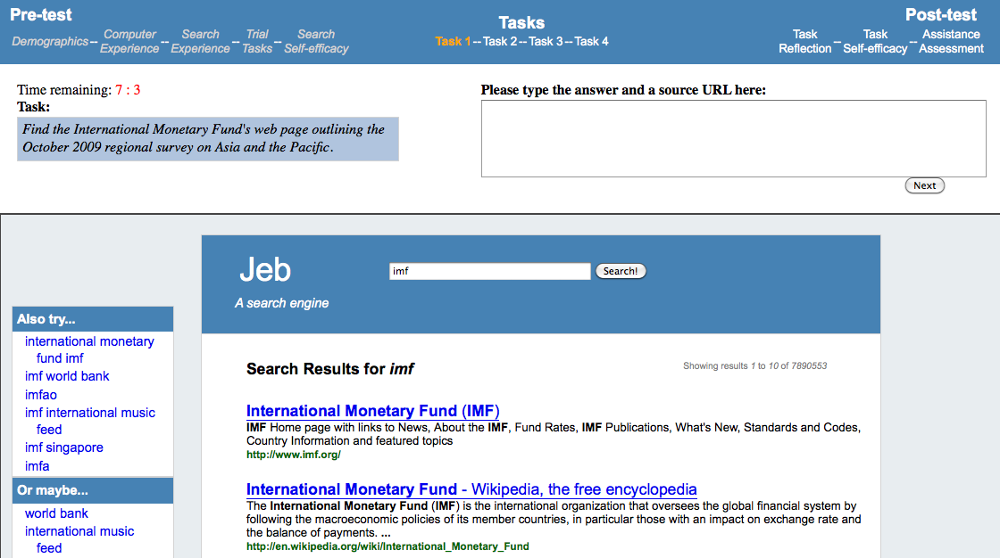 Pre-test
Demographics -- Computer Experience -- Search Experience -- Trial Tasks -- Search Self-efficacy
Tasks
Task 1 -- Task 2 -- Task 3 -- Task 4
Post-test
Task Reflection -- Task Self-efficacy -- Assistance Assessment
Time remaining: 7 : 3
Task:
Find the International Monetary Fund's web page outlining the
October 2009 regional survey on Asia and the Pacific.
Please type the answer and a source URL here:
Next
Jeb
imf
Search!
A search engine
Also try...
international monetary
fund imf
imf world bank
imfao
imf international music
feed
imf singapore
imfa
Or maybe...
world bank
international music
feed
Search Results for imf
Showing results 1 to 10 of 7890553
International Monetary Fund (IMF)
IMF Home page with links to News, About the IMF, Fund Rates, IMF Publications, What's New, Standards and Codes,
Country Information and featured topics
http://www.imf.org/
International Monetary Fund - Wikipedia, the free encyclopedia
The International Monetary Fund (IMF) is the international organization that oversees the global financial system by
following the macroeconomic policies of its member countries, in particular those with an impact on exchange rate and
the balance of payments. ...
http://en.wikipedia.org/wiki/International_Monetary_Fund